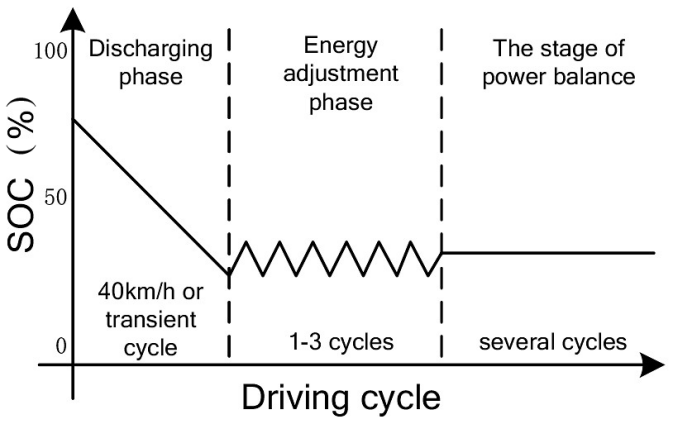 100
Discharging
phase
Energy
adjustment
phase
The stage of
power balance
SOC (%)
50
40km/h or
transient
cycle
1-3 cycles
several cycles
0
Driving cycle